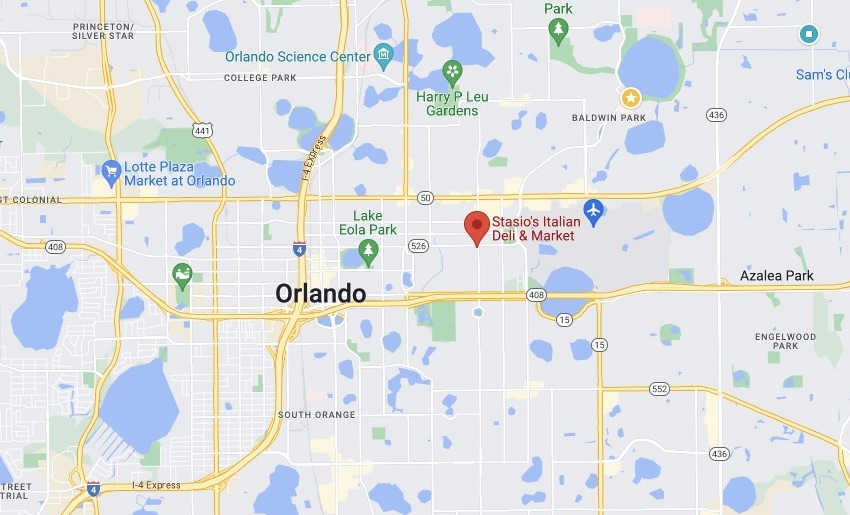 PRINCETON/
SILVER STAR
Park
Orlando Science Center
COLLEGE PARK
Harry P Leu
Gardens
Sam's Clu
BALDWIN PARK
436
441
I-4 Express
Lotte Plaza
Market at Orlando
ST COLONIAL
50
Lake
Eola Park
Stasio's Italian
Deli & Market
408
4
526
Azalea Park
Orlando
408
15
15
ENGELWOOD
PARK
552
SOUTH ORANGE
436
STREET
TRIAL
4
I-4 Express